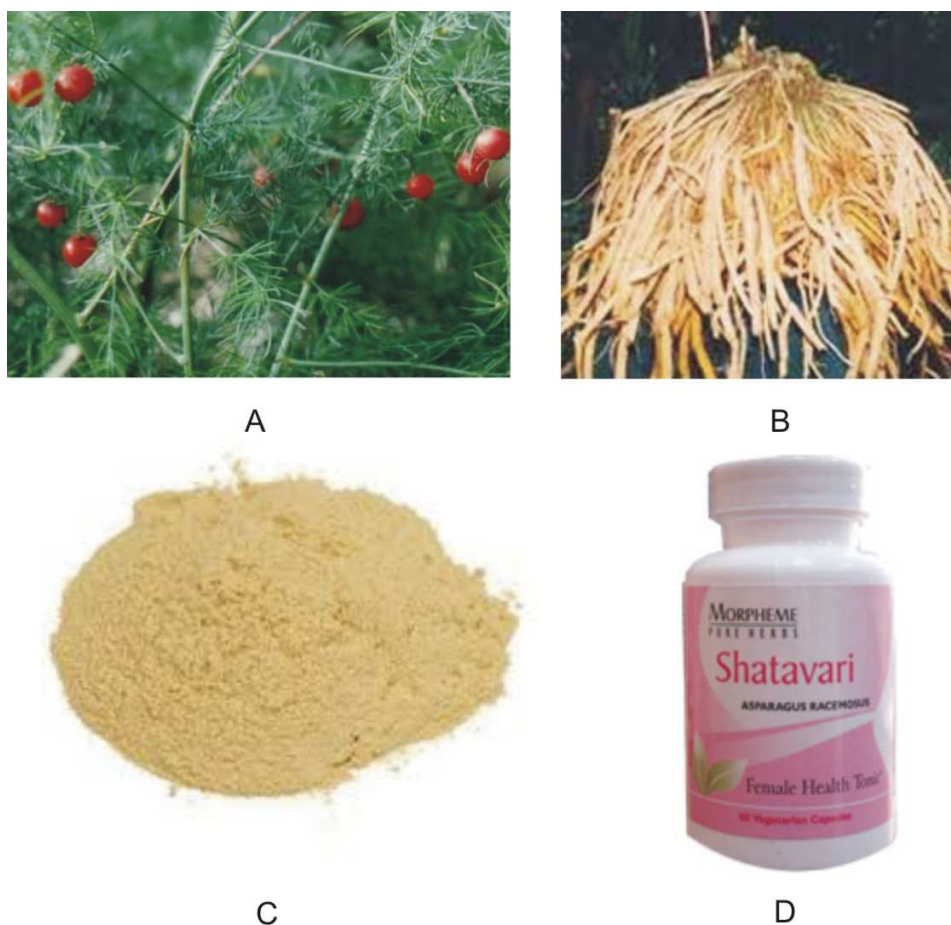 A
B
MORPHEME
PURE HERBS
Shatavari
ASPARAGUS RACEMOSUS
Female Health Tonic
60 Vegetarian Capsules
C
D